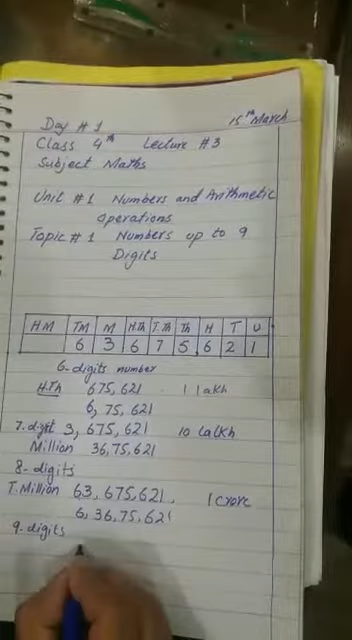 Day # 1 15th March
Class 4th Lecture #3
Subject Maths
Unit #1 Numbers and Arithmetic
Operations
Topic #1 Numbers up to 9
Digits
H M TM M H.Th T.Th Th H T U
6 3 6 7 5 6 2 1
6-digits number
H.Th 675,621 1 lakh
6,75,621
7.digit 3,675,621 10 lalkh
Million 36,75,621
8-digits
T.Million 63,675,621. 1 crore
6,36,75,621
9-digits